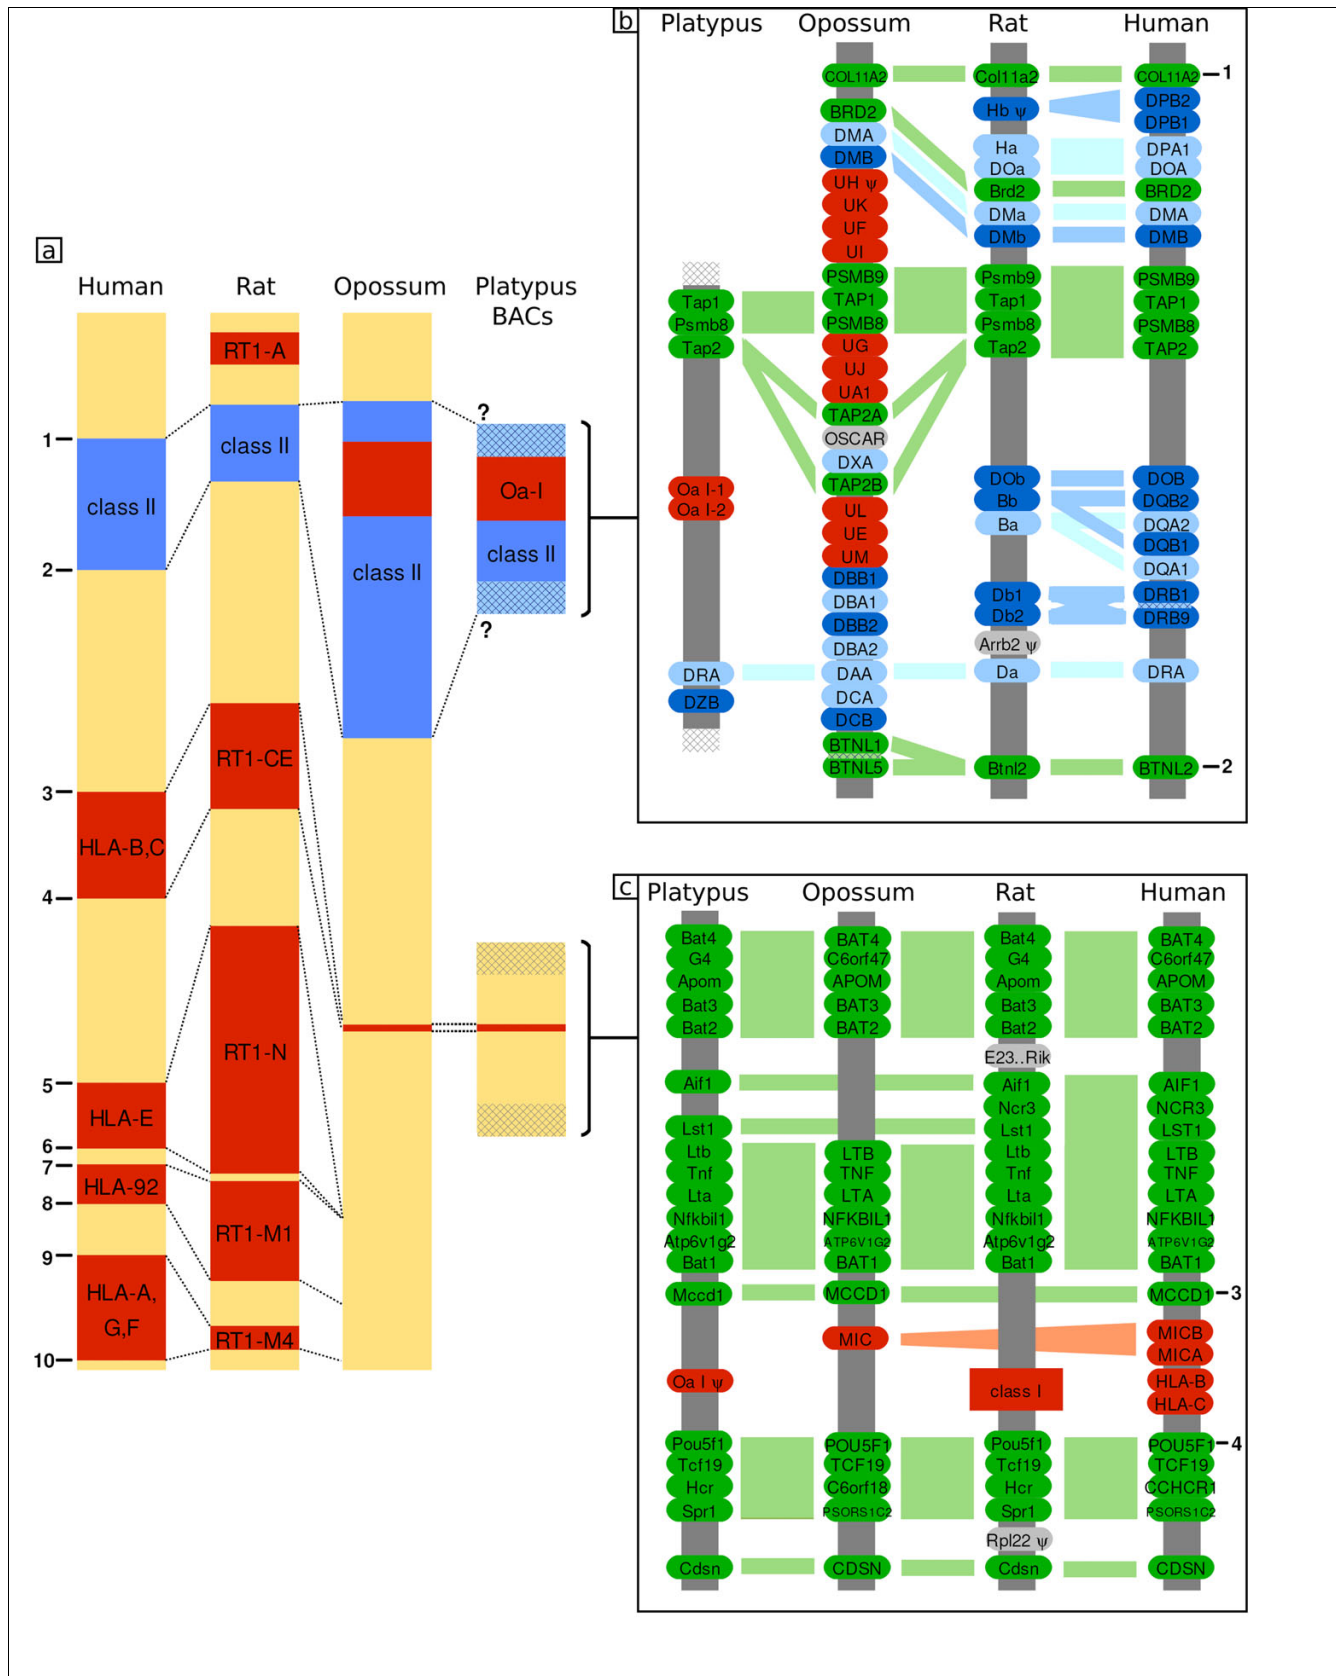 a
Human
Rat
Opossum
Platypus
BACs
RT1-A
?
1
class II
class II
Oa-I
class II
class II
2
?
RT1-CE
3
HLA-B,C
4
RT1-N
5
HLA-E
6
7
HLA-92
8
RT1-M1
9
HLA-A,
G,F
RT1-M4
10
b
Platypus
Opossum
Rat
Human
Tap1
Psmb8
Tap2
Oa I-1
Oa I-2
DRA
DZB
COL11A2
BRD2
DMA
DMB
UH ψ
UK
UF
UI
PSMB9
TAP1
PSMB8
UG
UJ
UA1
TAP2A
OSCAR
DXA
TAP2B
UL
UE
UM
DBB1
DBA1
DBB2
DBA2
DAA
DCA
DCB
BTNL1
BTNL5
Col11a2
Hb ψ
Ha
DOa
Brd2
DMa
DMb
Psmb9
Tap1
Psmb8
Tap2
DOb
Bb
Ba
Db1
Db2
Arrb2 ψ
Da
Btnl2
COL11A2
1
DPB2
DPB1
DPA1
DOA
BRD2
DMA
DMB
PSMB9
TAP1
PSMB8
TAP2
DOB
DQB2
DQA2
DQB1
DQA1
DRB1
DRB9
DRA
BTNL2
2
c
Platypus
Opossum
Rat
Human
Bat4
G4
Apom
Bat3
Bat2
Aif1
Lst1
Ltb
Tnf
Lta
Nfkbil1
Atp6v1g2
Bat1
Mccd1
Oa I ψ
Pou5f1
Tcf19
Hcr
Spr1
Cdsn
BAT4
C6orf47
APOM
BAT3
BAT2
LTB
TNF
LTA
NFKBIL1
ATP6V1G2
BAT1
MCCD1
MIC
POU5F1
TCF19
C6orf18
PSORS1C2
CDSN
Bat4
G4
Apom
Bat3
Bat2
E23..Rik
Aif1
Ncr3
Lst1
Ltb
Tnf
Lta
Nfkbil1
Atp6v1g2
Bat1
class I
Pou5f1
Tcf19
Hcr
Spr1
Rpl22 ψ
Cdsn
BAT4
C6orf47
APOM
BAT3
BAT2
AIF1
NCR3
LST1
LTB
TNF
LTA
NFKBIL1
ATP6V1G2
BAT1
MCCD1
3
MICB
MICA
HLA-B
HLA-C
POU5F1
4
TCF19
CCHCR1
PSORS1C2
CDSN